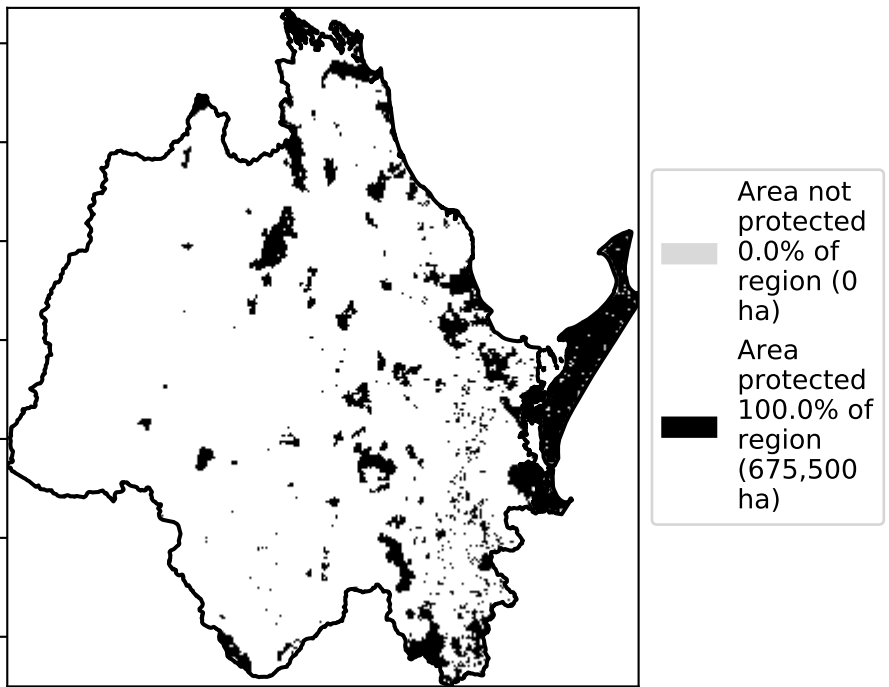 Area not
protected
0.0% of
region (0
ha)
Area
protected
100.0% of
region
(675,500
ha)